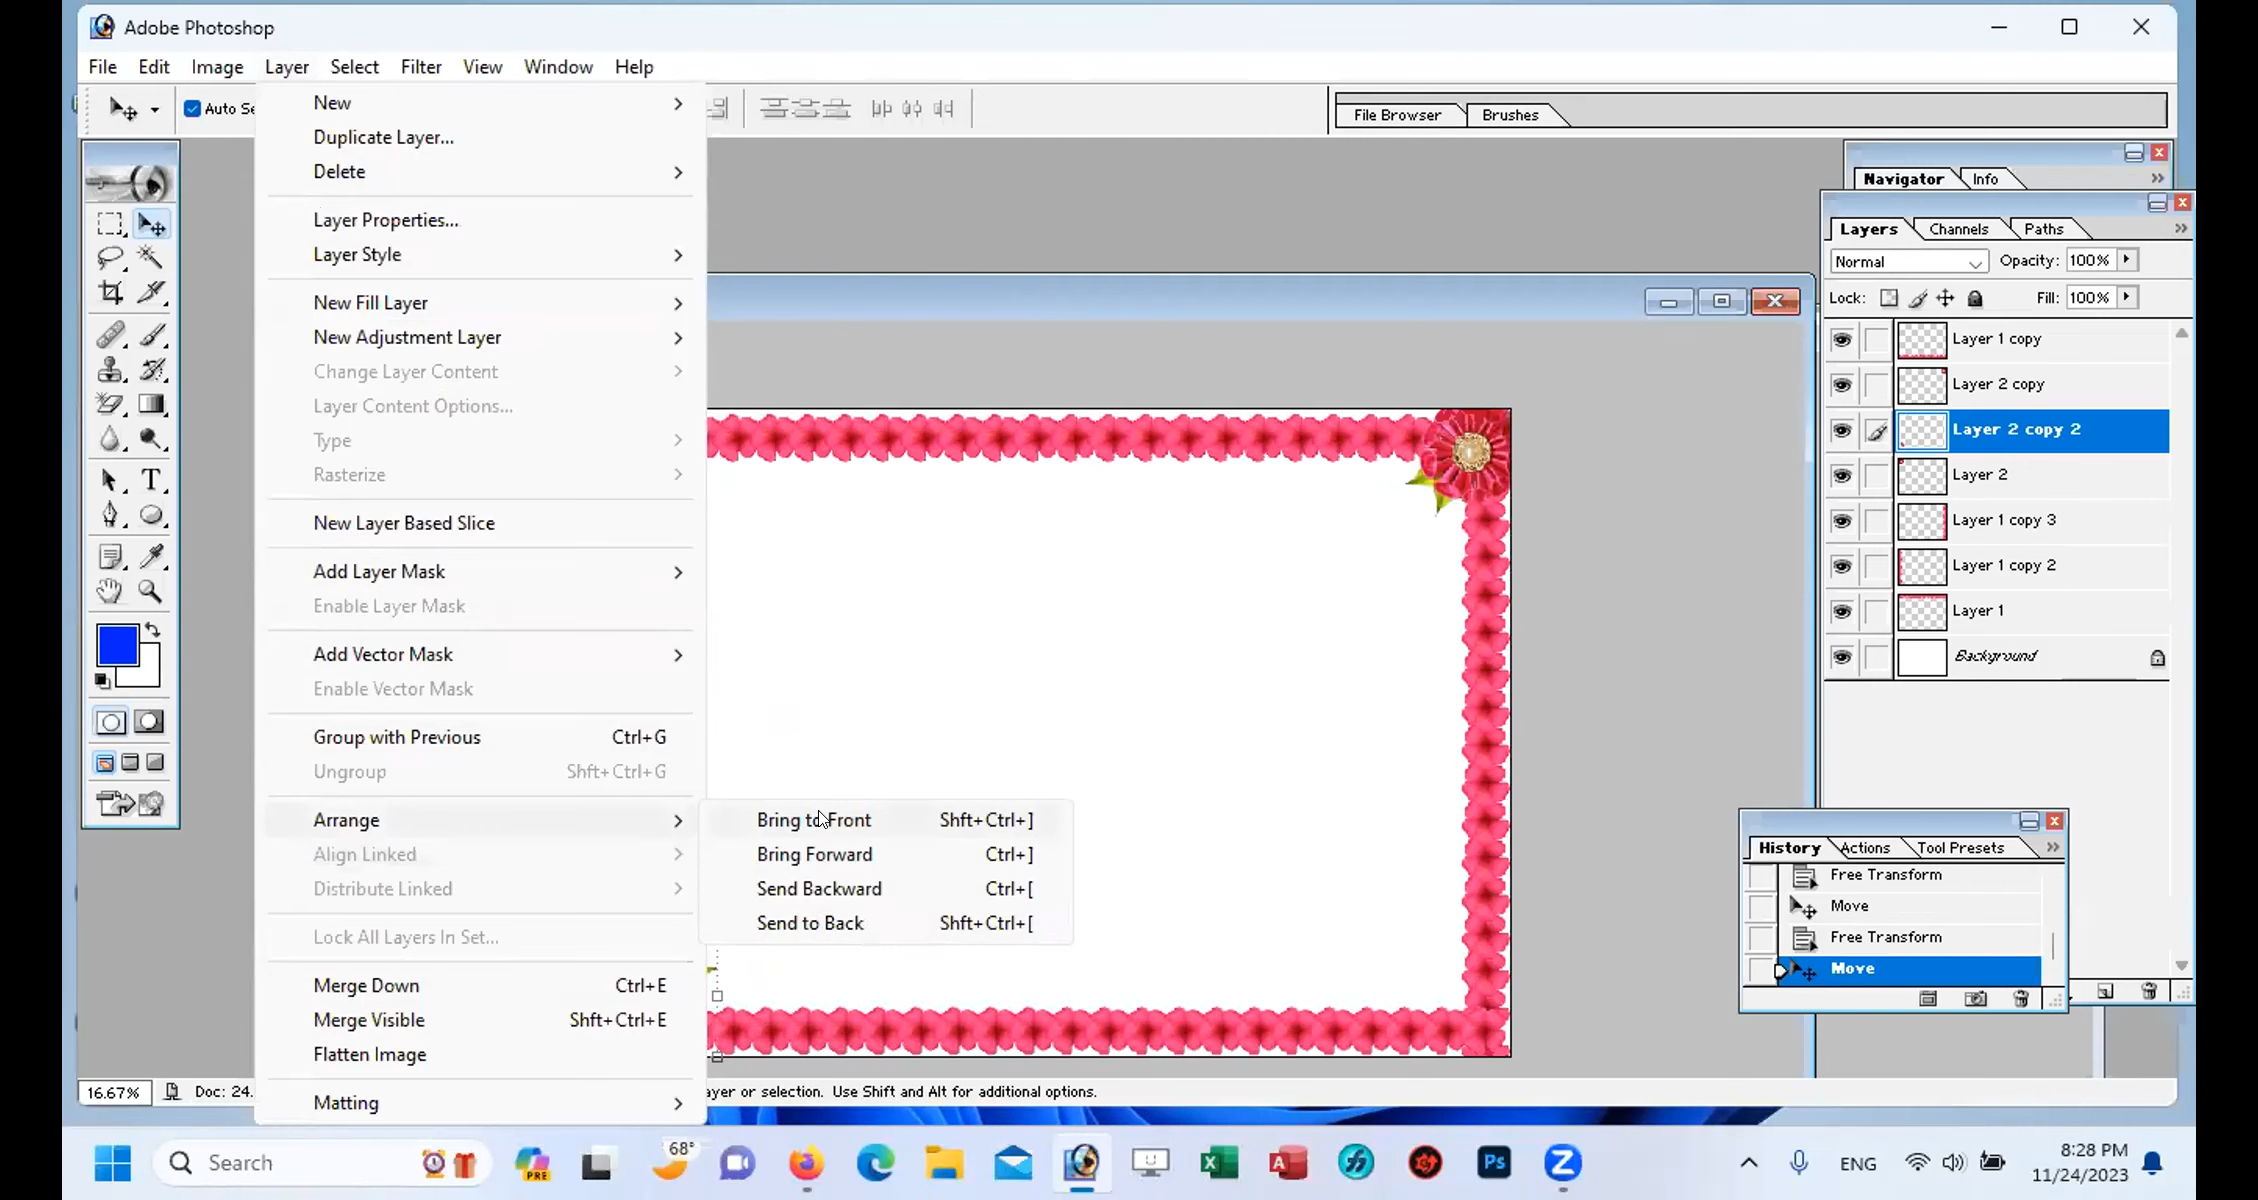 Adobe Photoshop
File Edit Image Layer Select Filter View Window Help
Auto Se
File Browser Brushes
New
Duplicate Layer...
Delete
Layer Properties...
Layer Style
New Fill Layer
New Adjustment Layer
Change Layer Content
Layer Content Options...
Type
Rasterize
New Layer Based Slice
Add Layer Mask
Enable Layer Mask
Add Vector Mask
Enable Vector Mask
Group with Previous Ctrl+G
Ungroup Shft+Ctrl+G
Arrange
Align Linked
Distribute Linked
Lock All Layers In Set...
Merge Down Ctrl+E
Merge Visible Shft+Ctrl+E
Flatten Image
Matting
Bring to Front Shft+Ctrl+]
Bring Forward Ctrl+]
Send Backward Ctrl+[
Send to Back Shft+Ctrl+[
Navigator Info
Layers Channels Paths
Normal Opacity: 100%
Lock: Fill: 100%
Layer 1 copy
Layer 2 copy
Layer 2 copy 2
Layer 2
Layer 1 copy 3
Layer 1 copy 2
Layer 1
Background
History Actions Tool Presets
Free Transform
Move
Free Transform
Move
16.67% Doc: 24. ayer or selection. Use Shift and Alt for additional options.
Search
PRE
68°
Ps
ENG
8:28 PM
11/24/2023